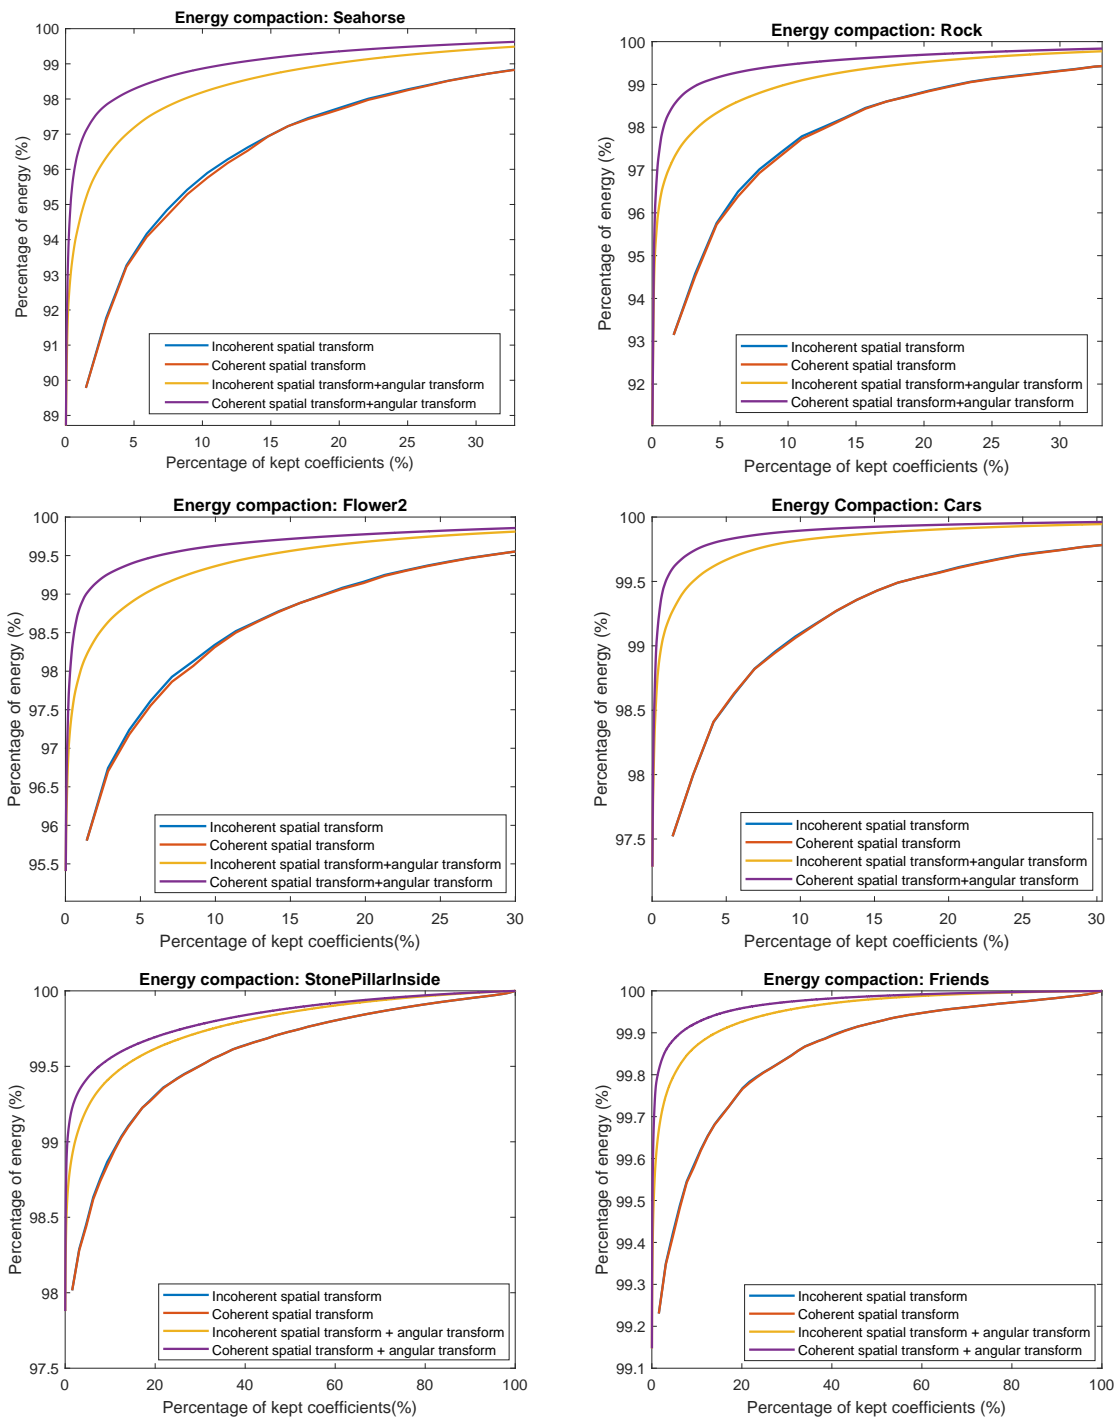 Energy compaction: Seahorse
Percentage of energy (%)
100
99
98
97
96
95
94
93
92
91
90
89
0 5 10 15 20 25 30
Percentage of kept coefficients (%)
Incoherent spatial transform
Coherent spatial transform
Incoherent spatial transform+angular transform
Coherent spatial transform+angular transform
Energy compaction: Rock
Percentage of energy (%)
100
99
98
97
96
95
94
93
92
0 5 10 15 20 25 30
Percentage of kept coefficients (%)
Incoherent spatial transform
Coherent spatial transform
Incoherent spatial transform+angular transform
Coherent spatial transform+angular transform
Energy compaction: Flower2
Percentage of energy (%)
100
99.5
99
98.5
98
97.5
97
96.5
96
95.5
0 5 10 15 20 25 30
Percentage of kept coefficients(%)
Incoherent spatial transform
Coherent spatial transform
Incoherent spatial transform+angular transform
Coherent spatial transform+angular transform
Energy Compaction: Cars
Percentage of energy (%)
100
99.5
99
98.5
98
97.5
0 5 10 15 20 25 30
Percentage of kept coefficients (%)
Incoherent spatial transform
Coherent spatial transform
Incoherent spatial transform+angular transform
Coherent spatial transform+angular transform
Energy compaction: StonePillarInside
Percentage of energy (%)
100
99.5
99
98.5
98
97.5
0 20 40 60 80 100
Percentage of kept coefficients(%)
Incoherent spatial transform
Coherent spatial transform
Incoherent spatial transform + angular transform
Coherent spatial transform + angular transform
Energy compaction: Friends
Percentage of energy (%)
100
99.9
99.8
99.7
99.6
99.5
99.4
99.3
99.2
99.1
0 20 40 60 80 100
Percentage of kept coefficients (%)
Incoherent spatial transform
Coherent spatial transform
Incoherent spatial transform + angular transform
Coherent spatial transform + angular transform